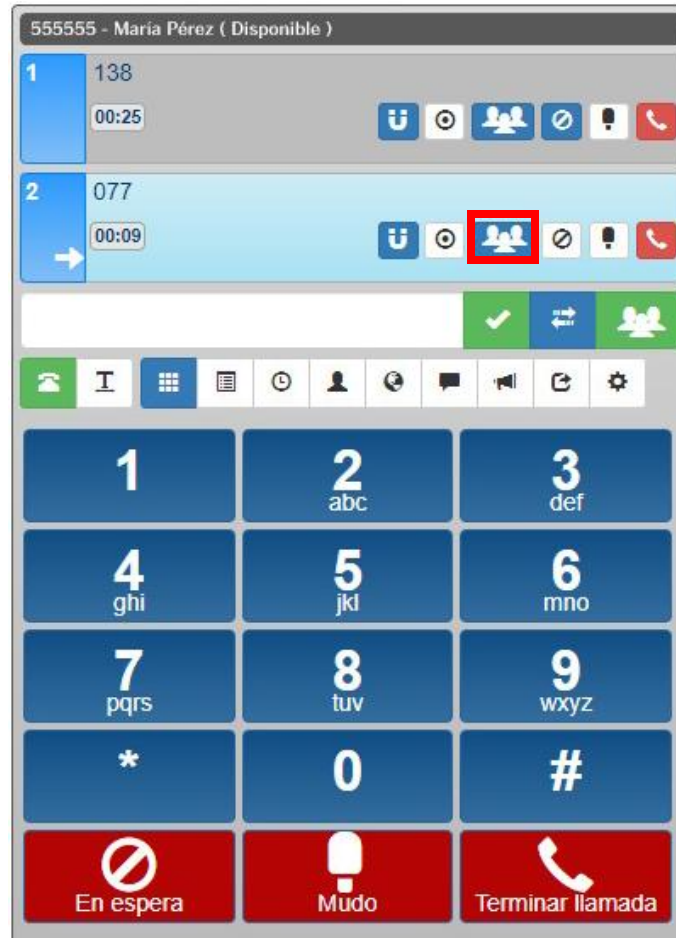 555555 - María Pérez ( Disponible )
1 138
00:25
2 077
00:09
1 2 3
abc def
4 5 6
ghi jkl mno
7 8 9
pqrs tuv wxyz
* 0 #
En espera Mudo Terminar llamada